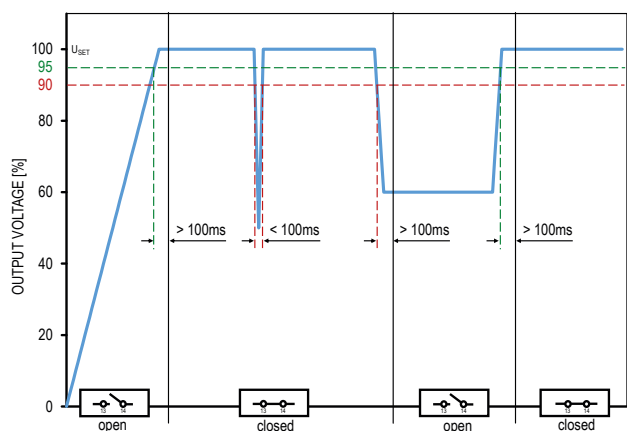 OUTPUT VOLTAGE [%]
100
95
90
80
60
40
20
0
U_SET
> 100ms
< 100ms
> 100ms
> 100ms
13 14
13 14
13 14
13 14
open
closed
open
closed